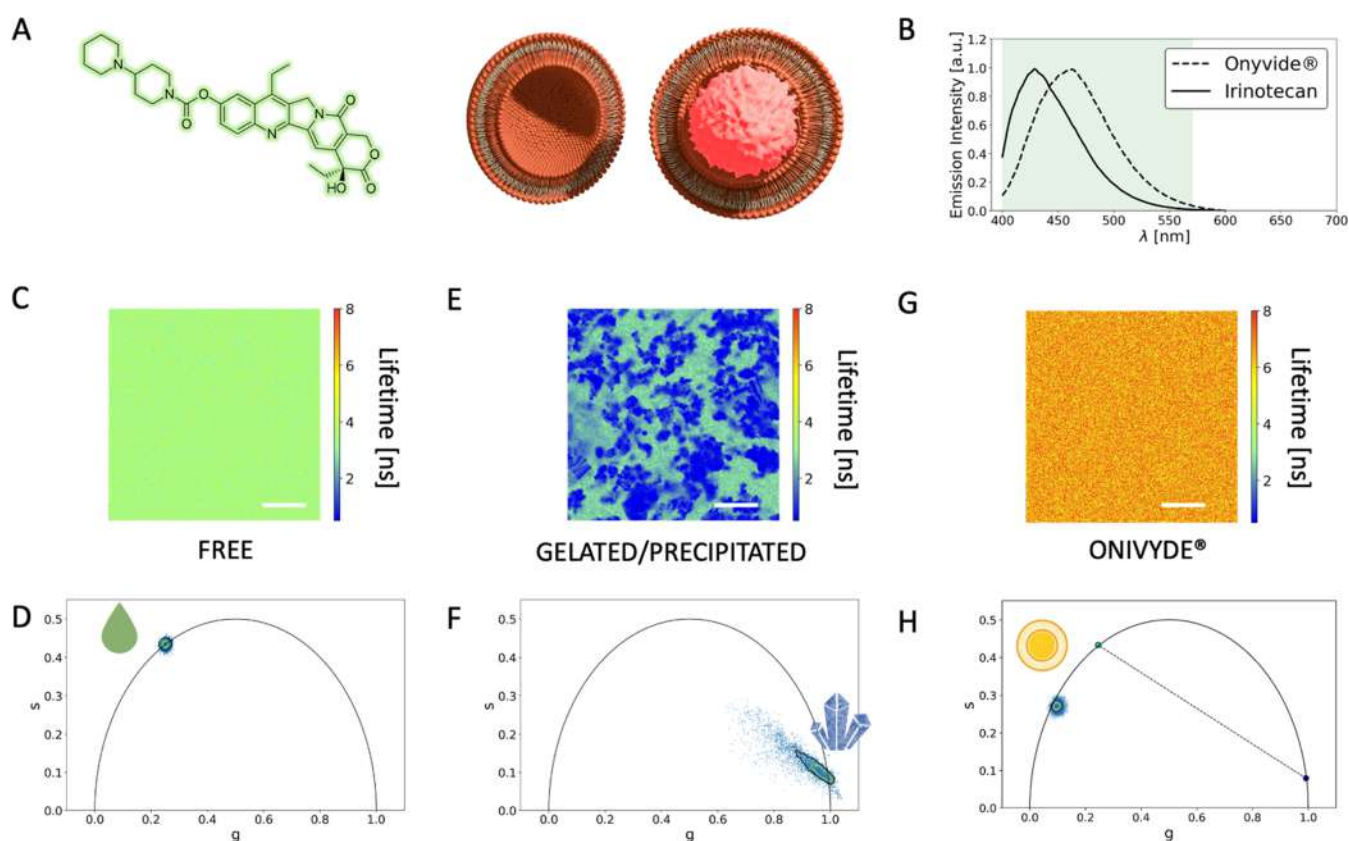 A
N
N
O
O
N
N
O
O
O
HO
B
Emission Intensity [a.u.]
1.2
1.0
0.8
0.6
0.4
0.2
0.0
Onyvide®
Irinotecan
400 450 500 550 600 650 700
λ [nm]
C
8
6
4
2
Lifetime [ns]
FREE
E
8
6
4
2
Lifetime [ns]
GELATED/PRECIPITATED
G
8
6
4
2
Lifetime [ns]
ONIVYDE®
D
s
0.5
0.4
0.3
0.2
0.1
0.0
0.0 0.2 0.4 0.6 0.8 1.0
g
F
s
0.5
0.4
0.3
0.2
0.1
0.0
0.0 0.2 0.4 0.6 0.8 1.0
g
H
s
0.5
0.4
0.3
0.2
0.1
0.0
0.0 0.2 0.4 0.6 0.8 1.0
g